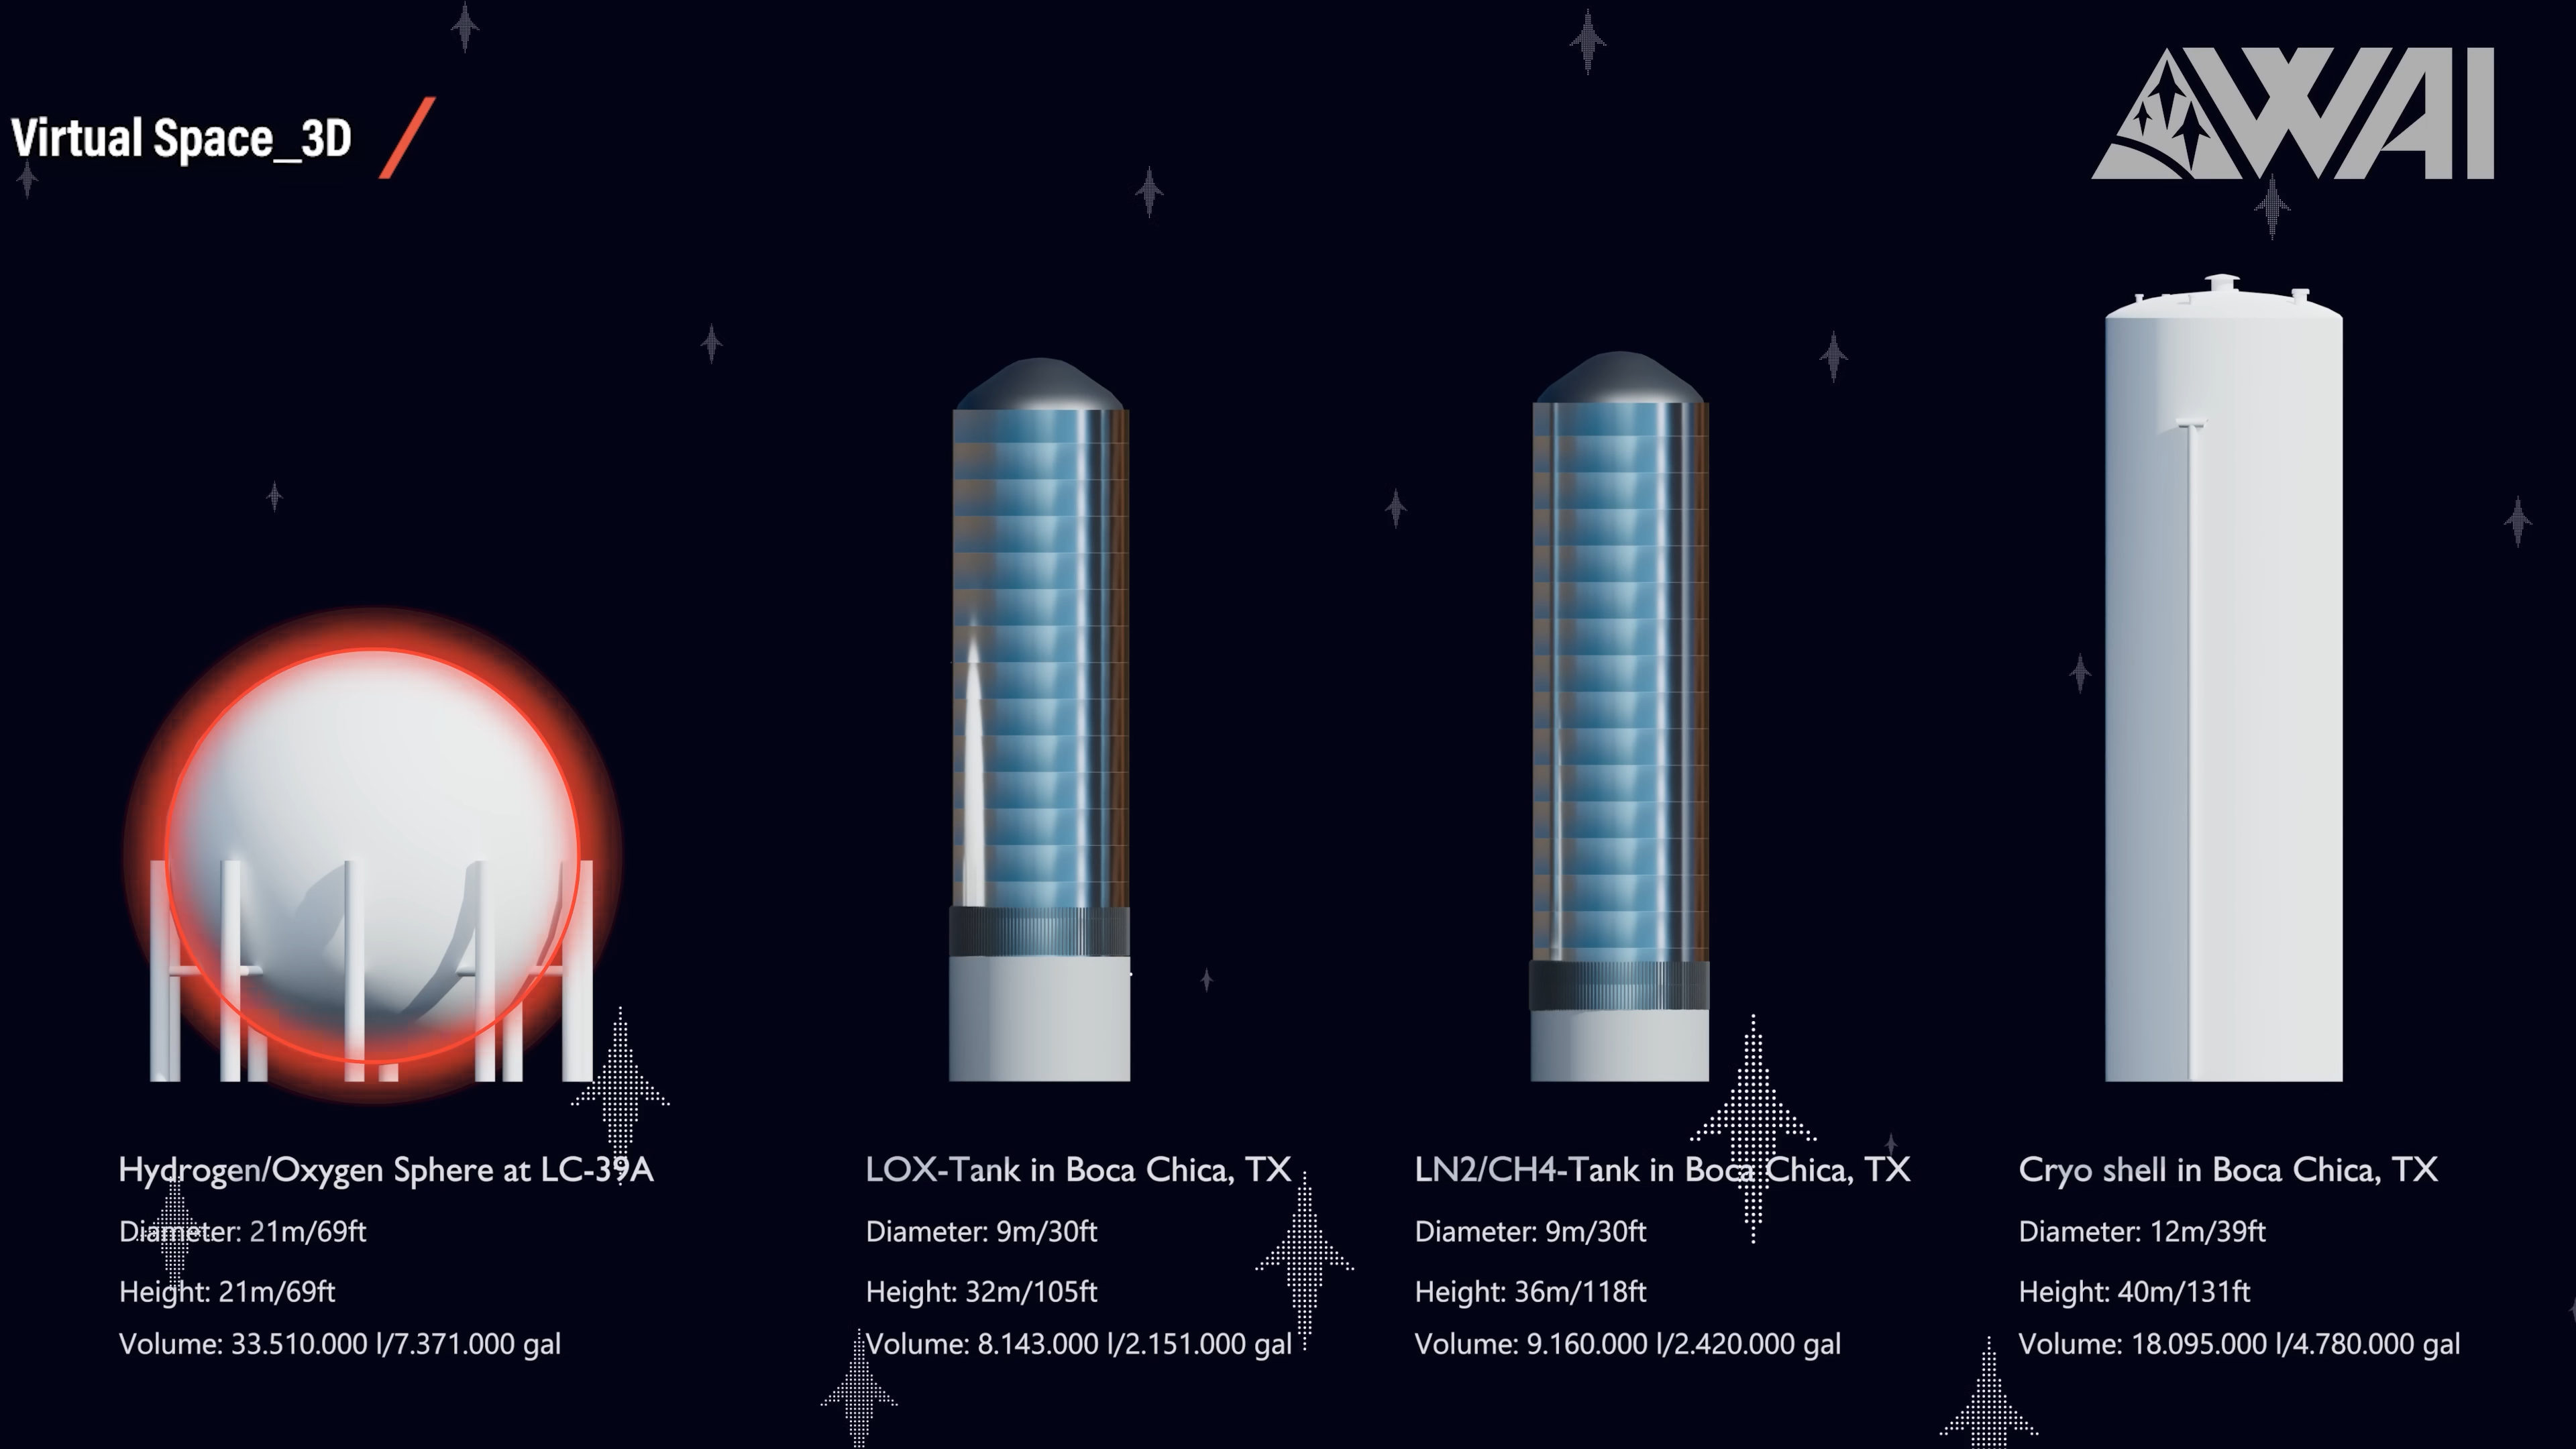 Virtual Space_3D
WAI
Hydrogen/Oxygen Sphere at LC-39A
Diameter: 21m/69ft
Height: 21m/69ft
Volume: 33.510.000 l/7.371.000 gal
LOX-Tank in Boca Chica, TX
Diameter: 9m/30ft
Height: 32m/105ft
Volume: 8.143.000 l/2.151.000 gal
LN2/CH4-Tank in Boca Chica, TX
Diameter: 9m/30ft
Height: 36m/118ft
Volume: 9.160.000 l/2.420.000 gal
Cryo shell in Boca Chica, TX
Diameter: 12m/39ft
Height: 40m/131ft
Volume: 18.095.000 l/4.780.000 gal